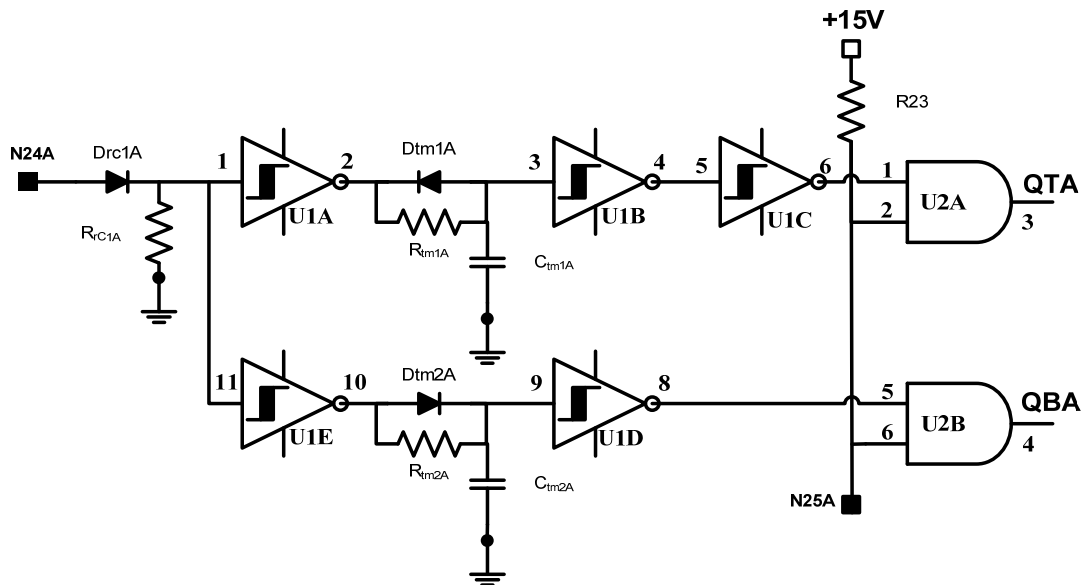 +15V
R23
N24A
Drc1A
1
2
Dtm1A
3
4
5
6
1
2
QTA
3
U2A
U1A
U1B
U1C
RrC1A
Rtm1A
Ctm1A
11
10
Dtm2A
9
8
5
6
QBA
4
U2B
U1E
U1D
Rtm2A
Ctm2A
N25A